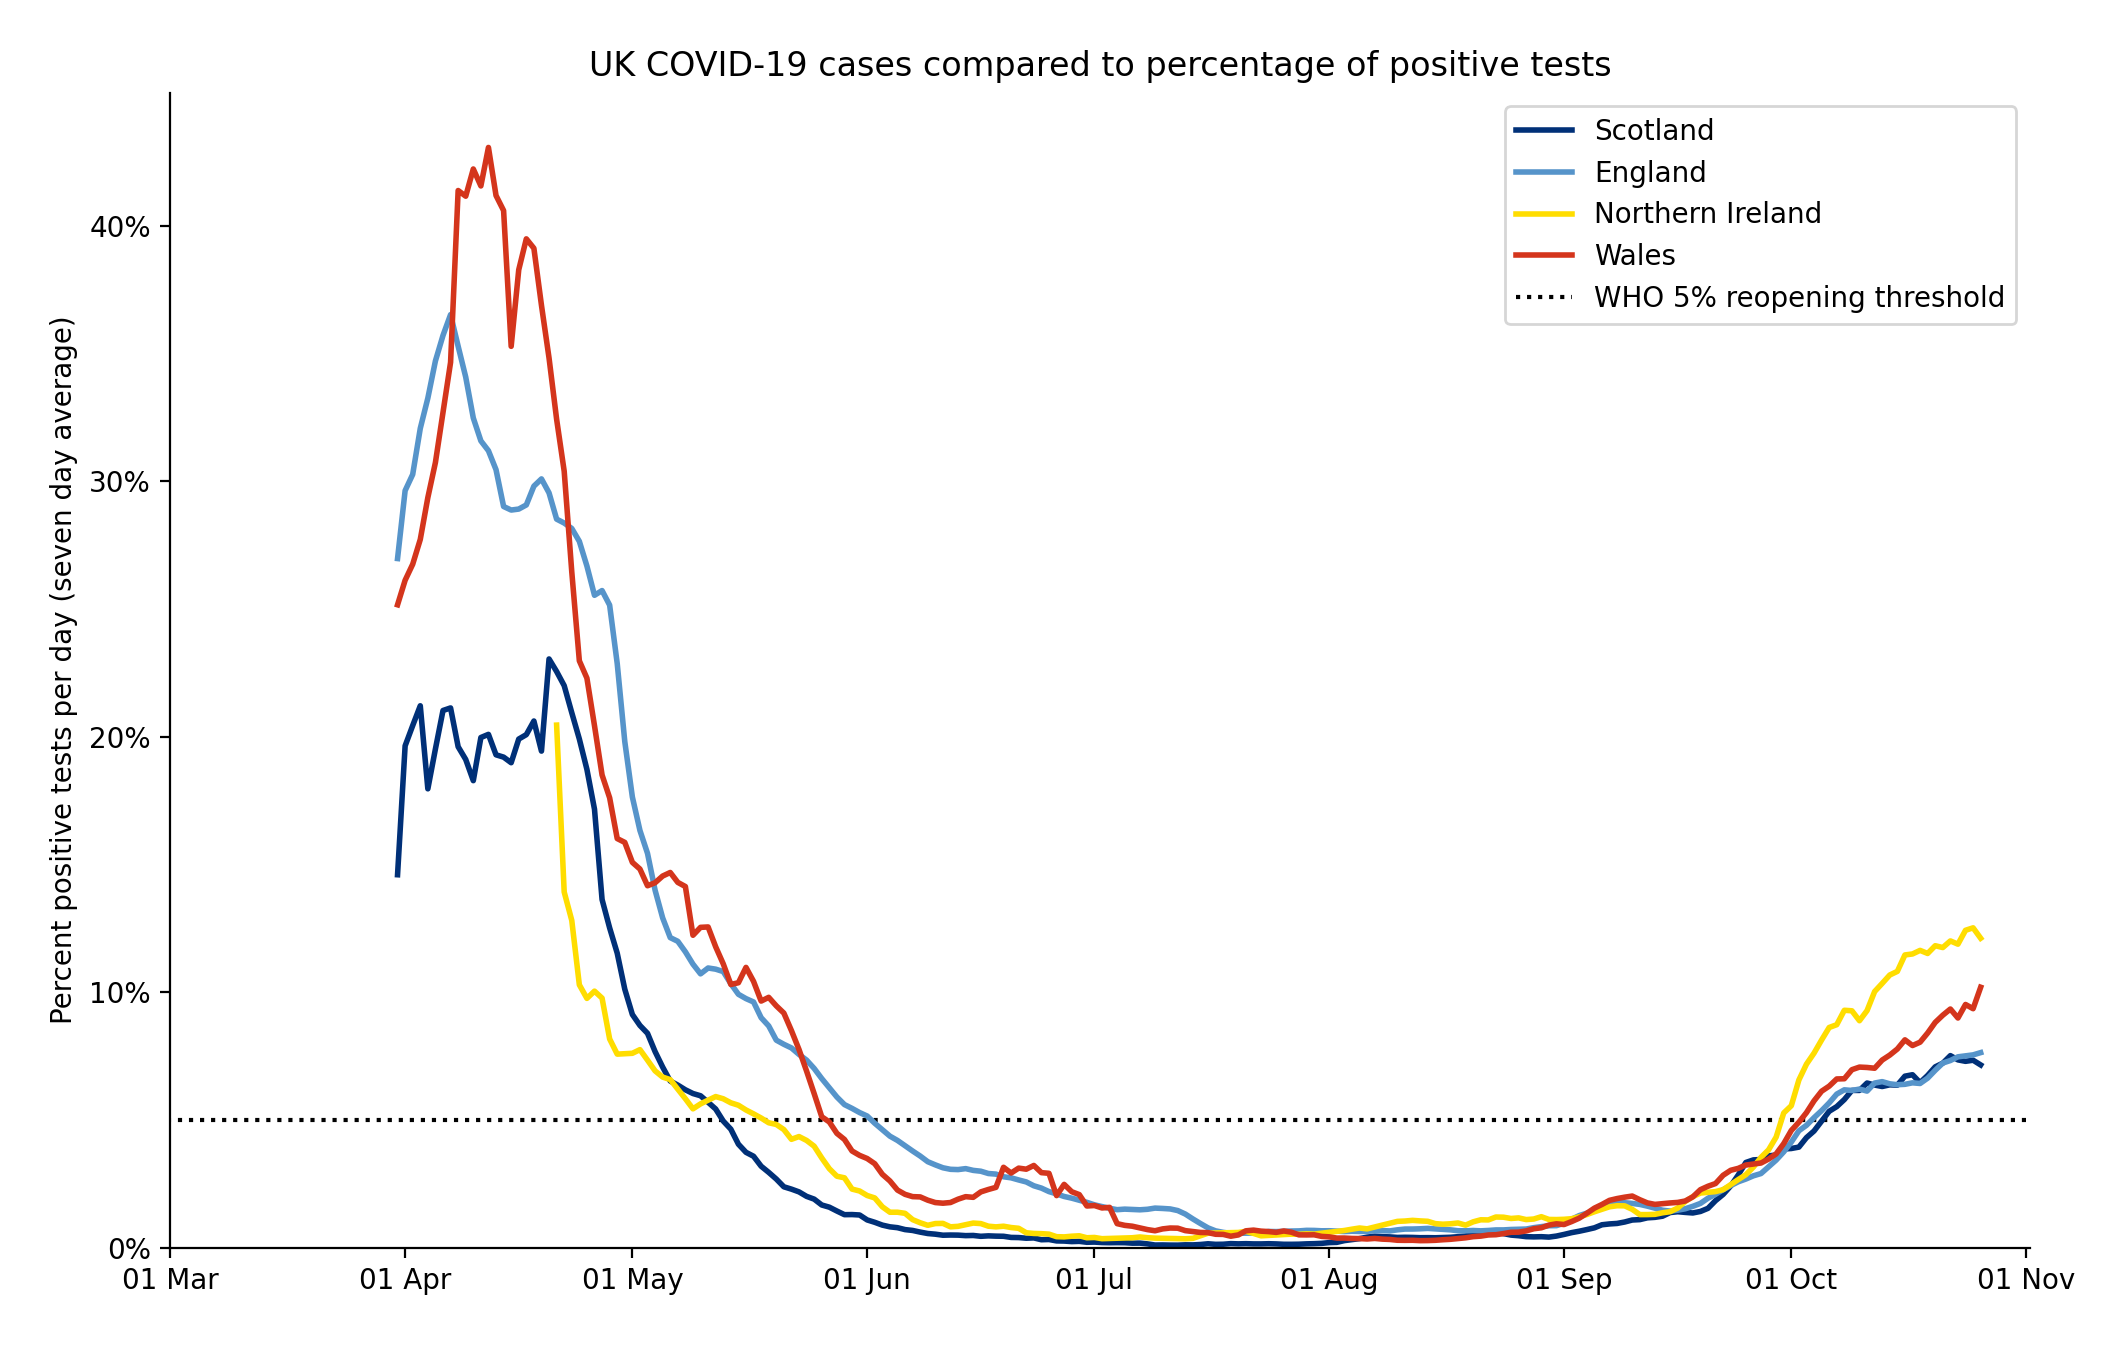 UK COVID-19 cases compared to percentage of positive tests
Scotland
England
Northern Ireland
Wales
WHO 5% reopening threshold
Percent positive tests per day (seven day average)
40%
30%
20%
10%
0%
01 Mar
01 Apr
01 May
01 Jun
01 Jul
01 Aug
01 Sep
01 Oct
01 Nov